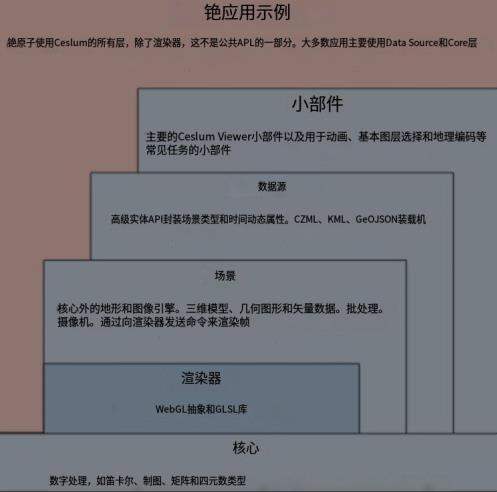 铯应用示例
铯原子使用Ceslum的所有层，除了渲染器，这不是公共APL的一部分。大多数应用主要使用Data Source和Core层
小部件
主要的Ceslum Viewer小部件以及用于动画、基本图层选择和地理编码等
常见任务的小部件
数据源
高级实体API封装场景类型和时间动态属性。CZML、KML、GeOJSON装载机
场景
核心外的地形和图像引擎。三维模型、几何图形和矢量数据。批处理。
摄像机。通过向渲染器发送命令来渲染帧
渲染器
WebGL抽象和GLSL库
核心
数字处理，如笛卡尔、制图、矩阵和四元数类型